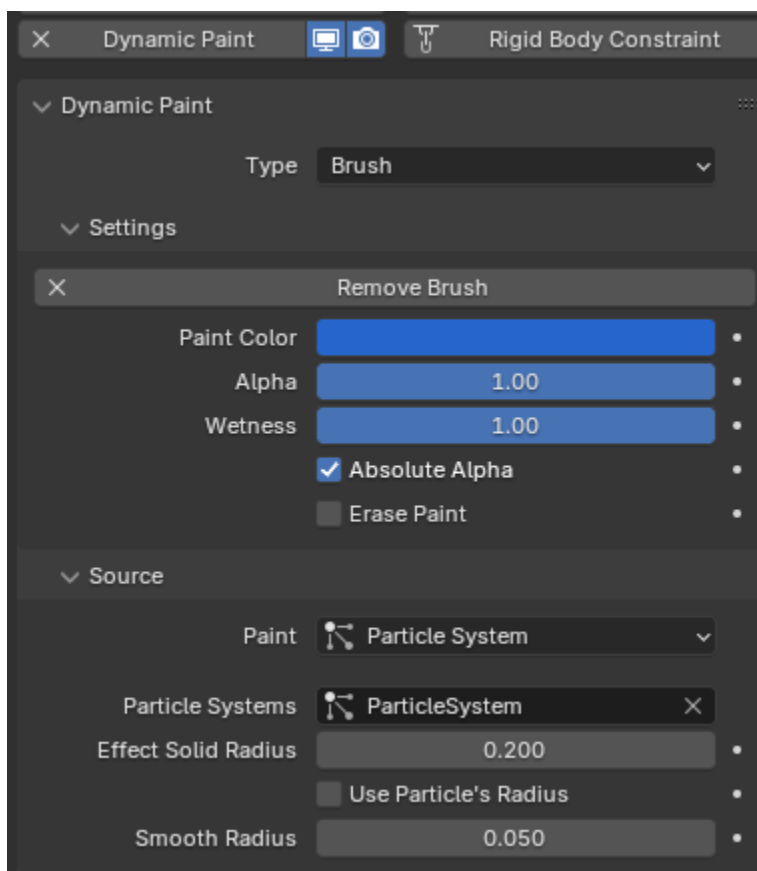 Dynamic Paint Rigid Body Constraint
Dynamic Paint
Type Brush
Settings
Remove Brush
Paint Color
Alpha 1.00
Wetness 1.00
Absolute Alpha
Erase Paint
Source
Paint Particle System
Particle Systems ParticleSystem
Effect Solid Radius 0.200
Use Particle's Radius
Smooth Radius 0.050